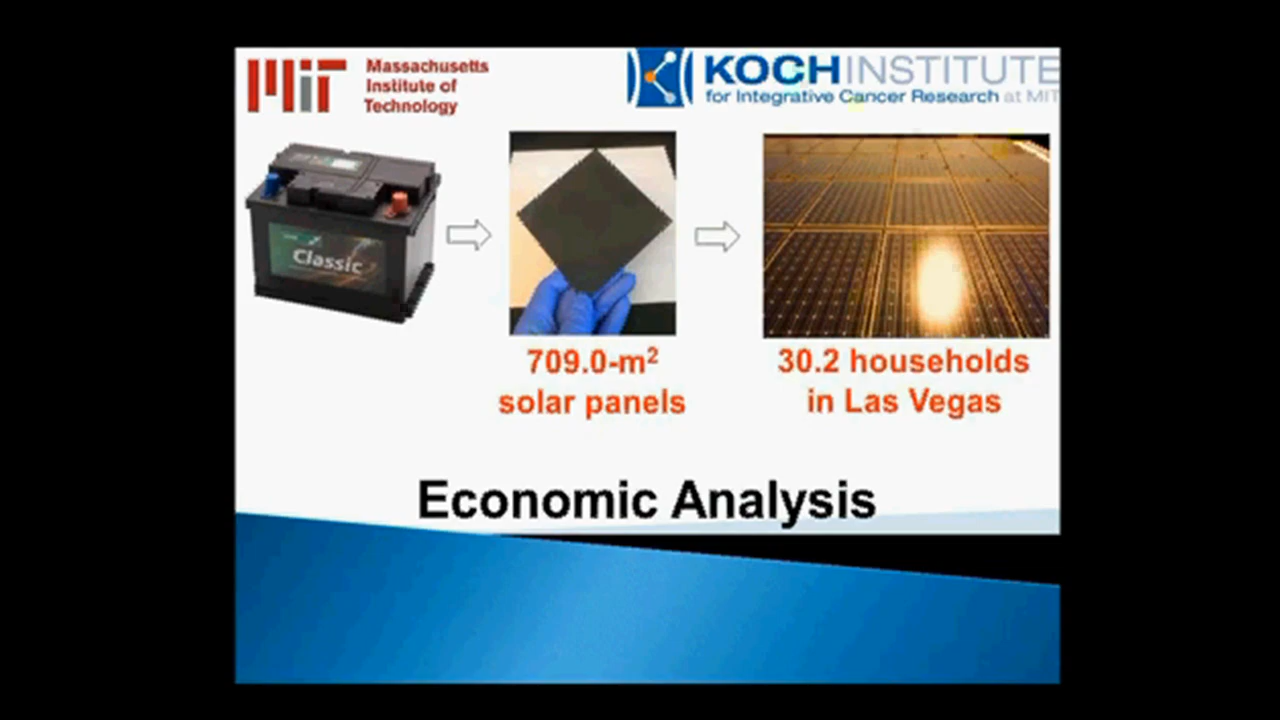 MIT
Massachusetts
Institute of
Technology
KOCH INSTITUTE
for Integrative Cancer Research at MIT
Classic
709.0-m²
solar panels
30.2 households
in Las Vegas
Economic Analysis